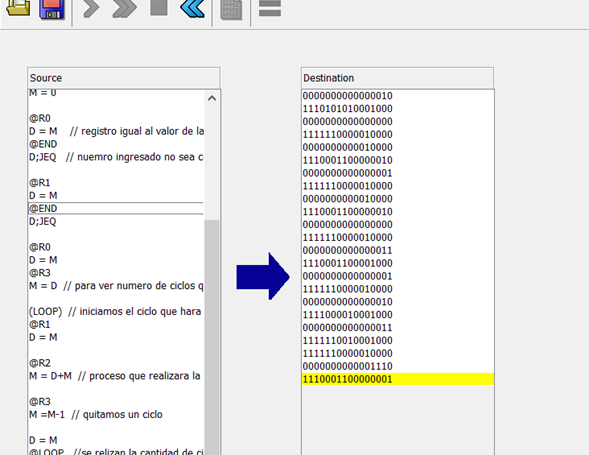 Source
M = 0
@R0
D = M    // registro igual al valor de la
@END
D;JEQ   // nuemro ingresado no sea c
@R1
D = M
@END
D;JEQ
@R0
D = M
@R3
M = D  // para ver numero de ciclos q
(LOOP)  // iniciamos el ciclo que hara
@R1
D = M
@R2
M = D+M  // proceso que realizara la
@R3
M =M-1  // quitamos un ciclo
D = M
@LOOP  //se relizan la cantidad de ci
Destination
0000000000000010
1110101010001000
0000000000000000
1111110000010000
0000000000010000
1110001100000010
0000000000000001
1111110000010000
0000000000010000
1110001100000010
0000000000000000
1111110000010000
0000000000000011
1110001100001000
0000000000000001
1111110000010000
0000000000000010
1111000010001000
0000000000000011
1111110010001000
1111110000010000
0000000000001110
1110001100000001